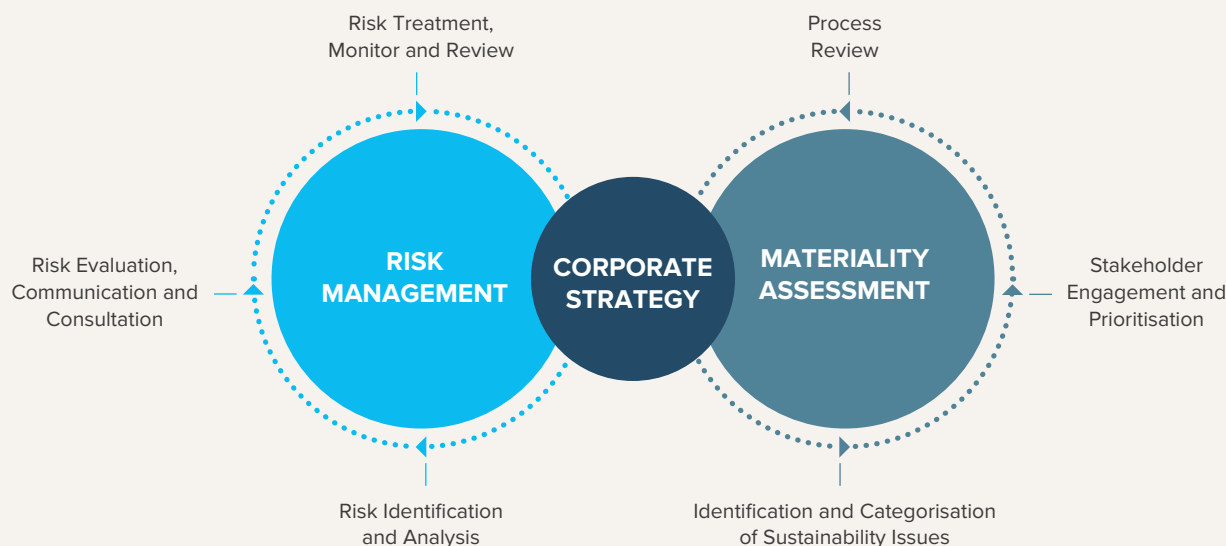 Risk Treatment,
Monitor and Review
Process
Review
Risk Evaluation,
Communication and
Consultation
RISK
MANAGEMENT
CORPORATE
STRATEGY
MATERIALITY
ASSESSMENT
Stakeholder
Engagement and
Prioritisation
Risk Identification
and Analysis
Identification and Categorisation
of Sustainability Issues